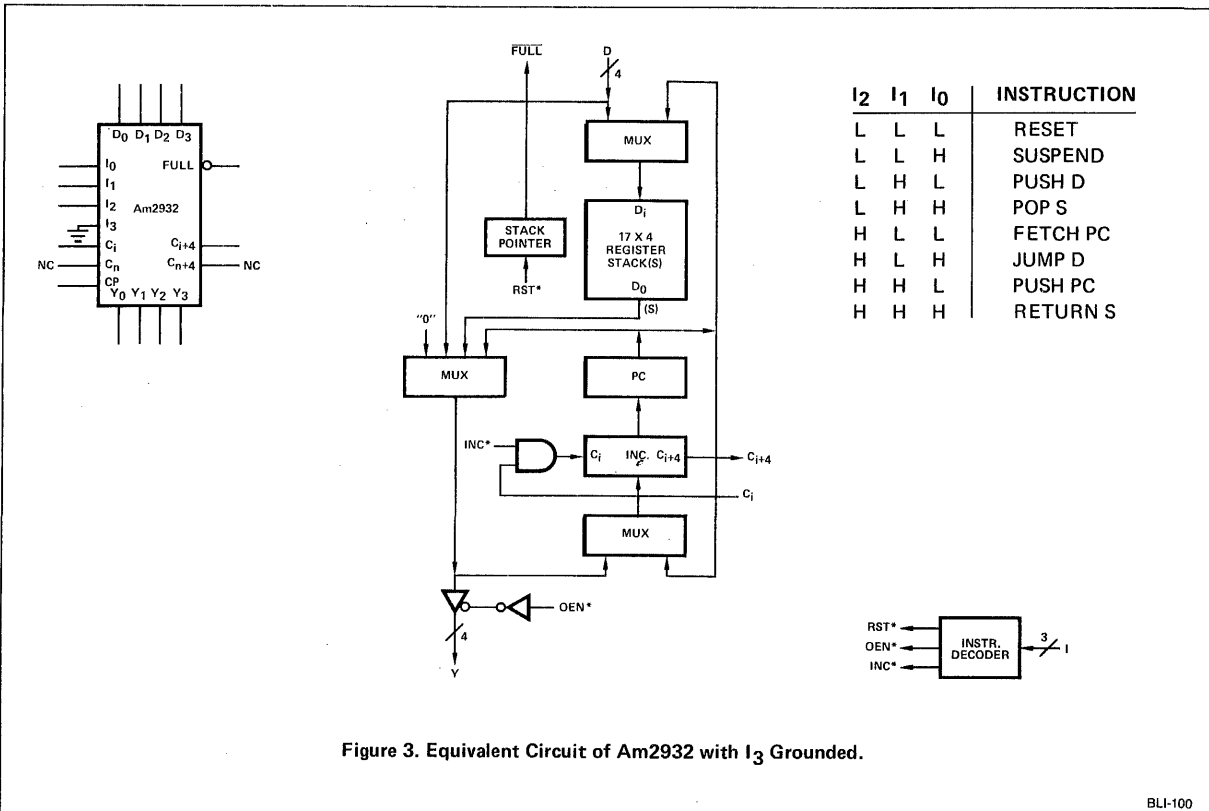 D0 D1 D2 D3
I0 FULL
I1
I2 Am2932
I3
Ci Ci+4
NC Cn Cn+4 NC
CP
Y0 Y1 Y2 Y3
FULL D
4
MUX
Di
17 X 4
REGISTER
STACK(S)
D0
(S)
STACK
POINTER
RST*
"0"
MUX
PC
INC*
Ci INC. Ci+4
Ci+4
Ci
MUX
OEN*
4
Y
I2 I1 I0 INSTRUCTION
L L L RESET
L L H SUSPEND
L H L PUSH D
L H H POP S
H L L FETCH PC
H L H JUMP D
H H L PUSH PC
H H H RETURN S
RST*
OEN*
INC*
INSTR.
DECODER
3
I
Figure 3. Equivalent Circuit of Am2932 with I3 Grounded.
BLI-100